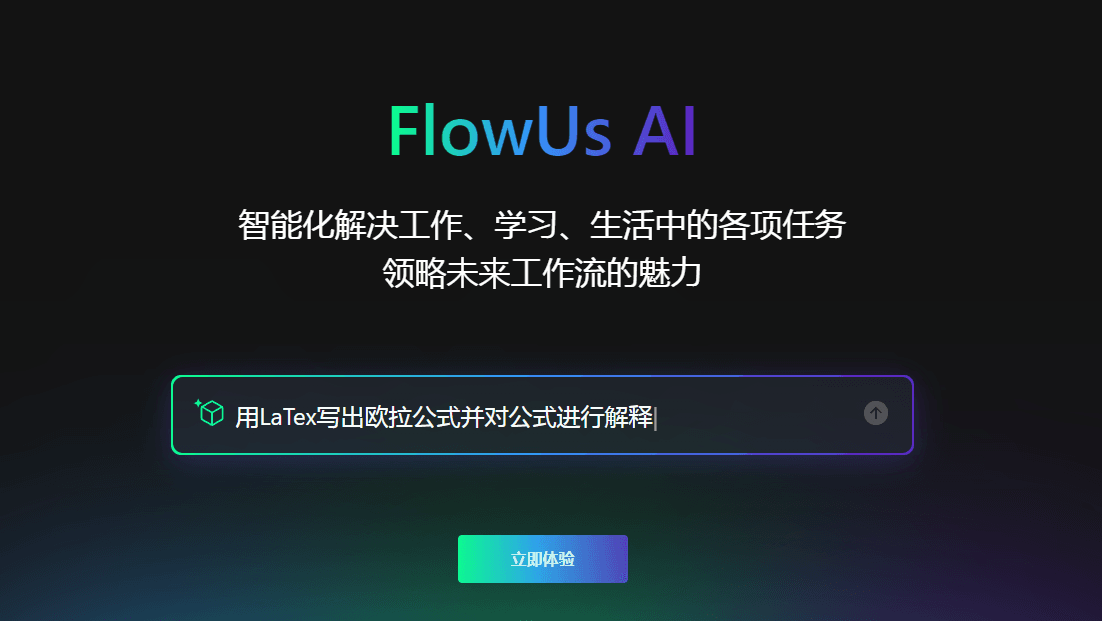 FlowUs AI
智能化解决工作、学习、生活中的各项任务
领略未来工作流的魅力
用LaTex写出欧拉公式并对公式进行解释
立即体验